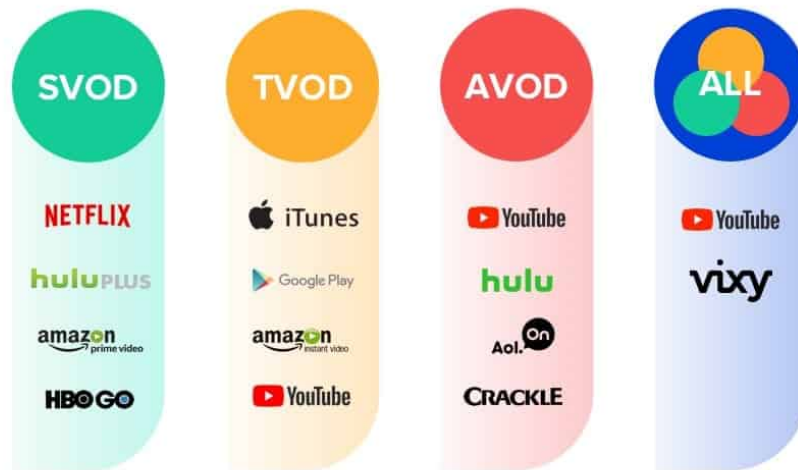 SVOD
NETFLIX
huluPLUS
amazon
prime video
HBO GO
TVOD
iTunes
Google Play
amazon
instant video
YouTube
AVOD
YouTube
hulu
Aol. On
CRACKLE
ALL
YouTube
vixy